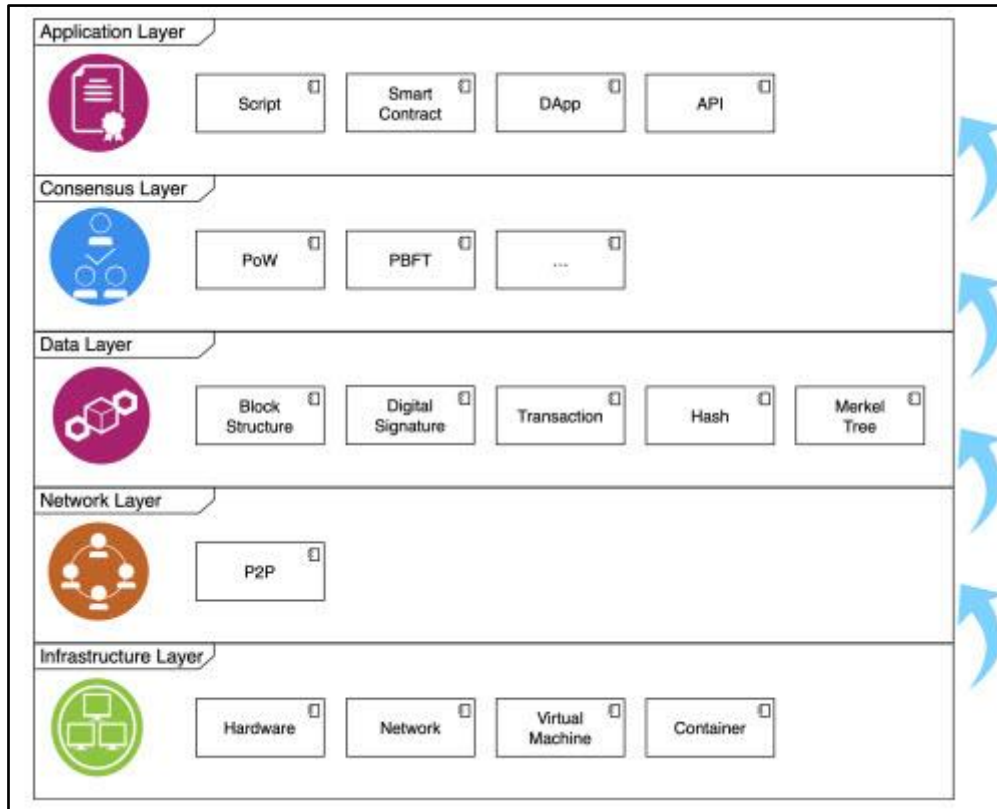 Application Layer
Script
Smart
Contract
DApp
API
Consensus Layer
PoW
PBFT
...
Data Layer
Block
Structure
Digital
Signature
Transaction
Hash
Merkel
Tree
Network Layer
P2P
Infrastructure Layer
Hardware
Network
Virtual
Machine
Container